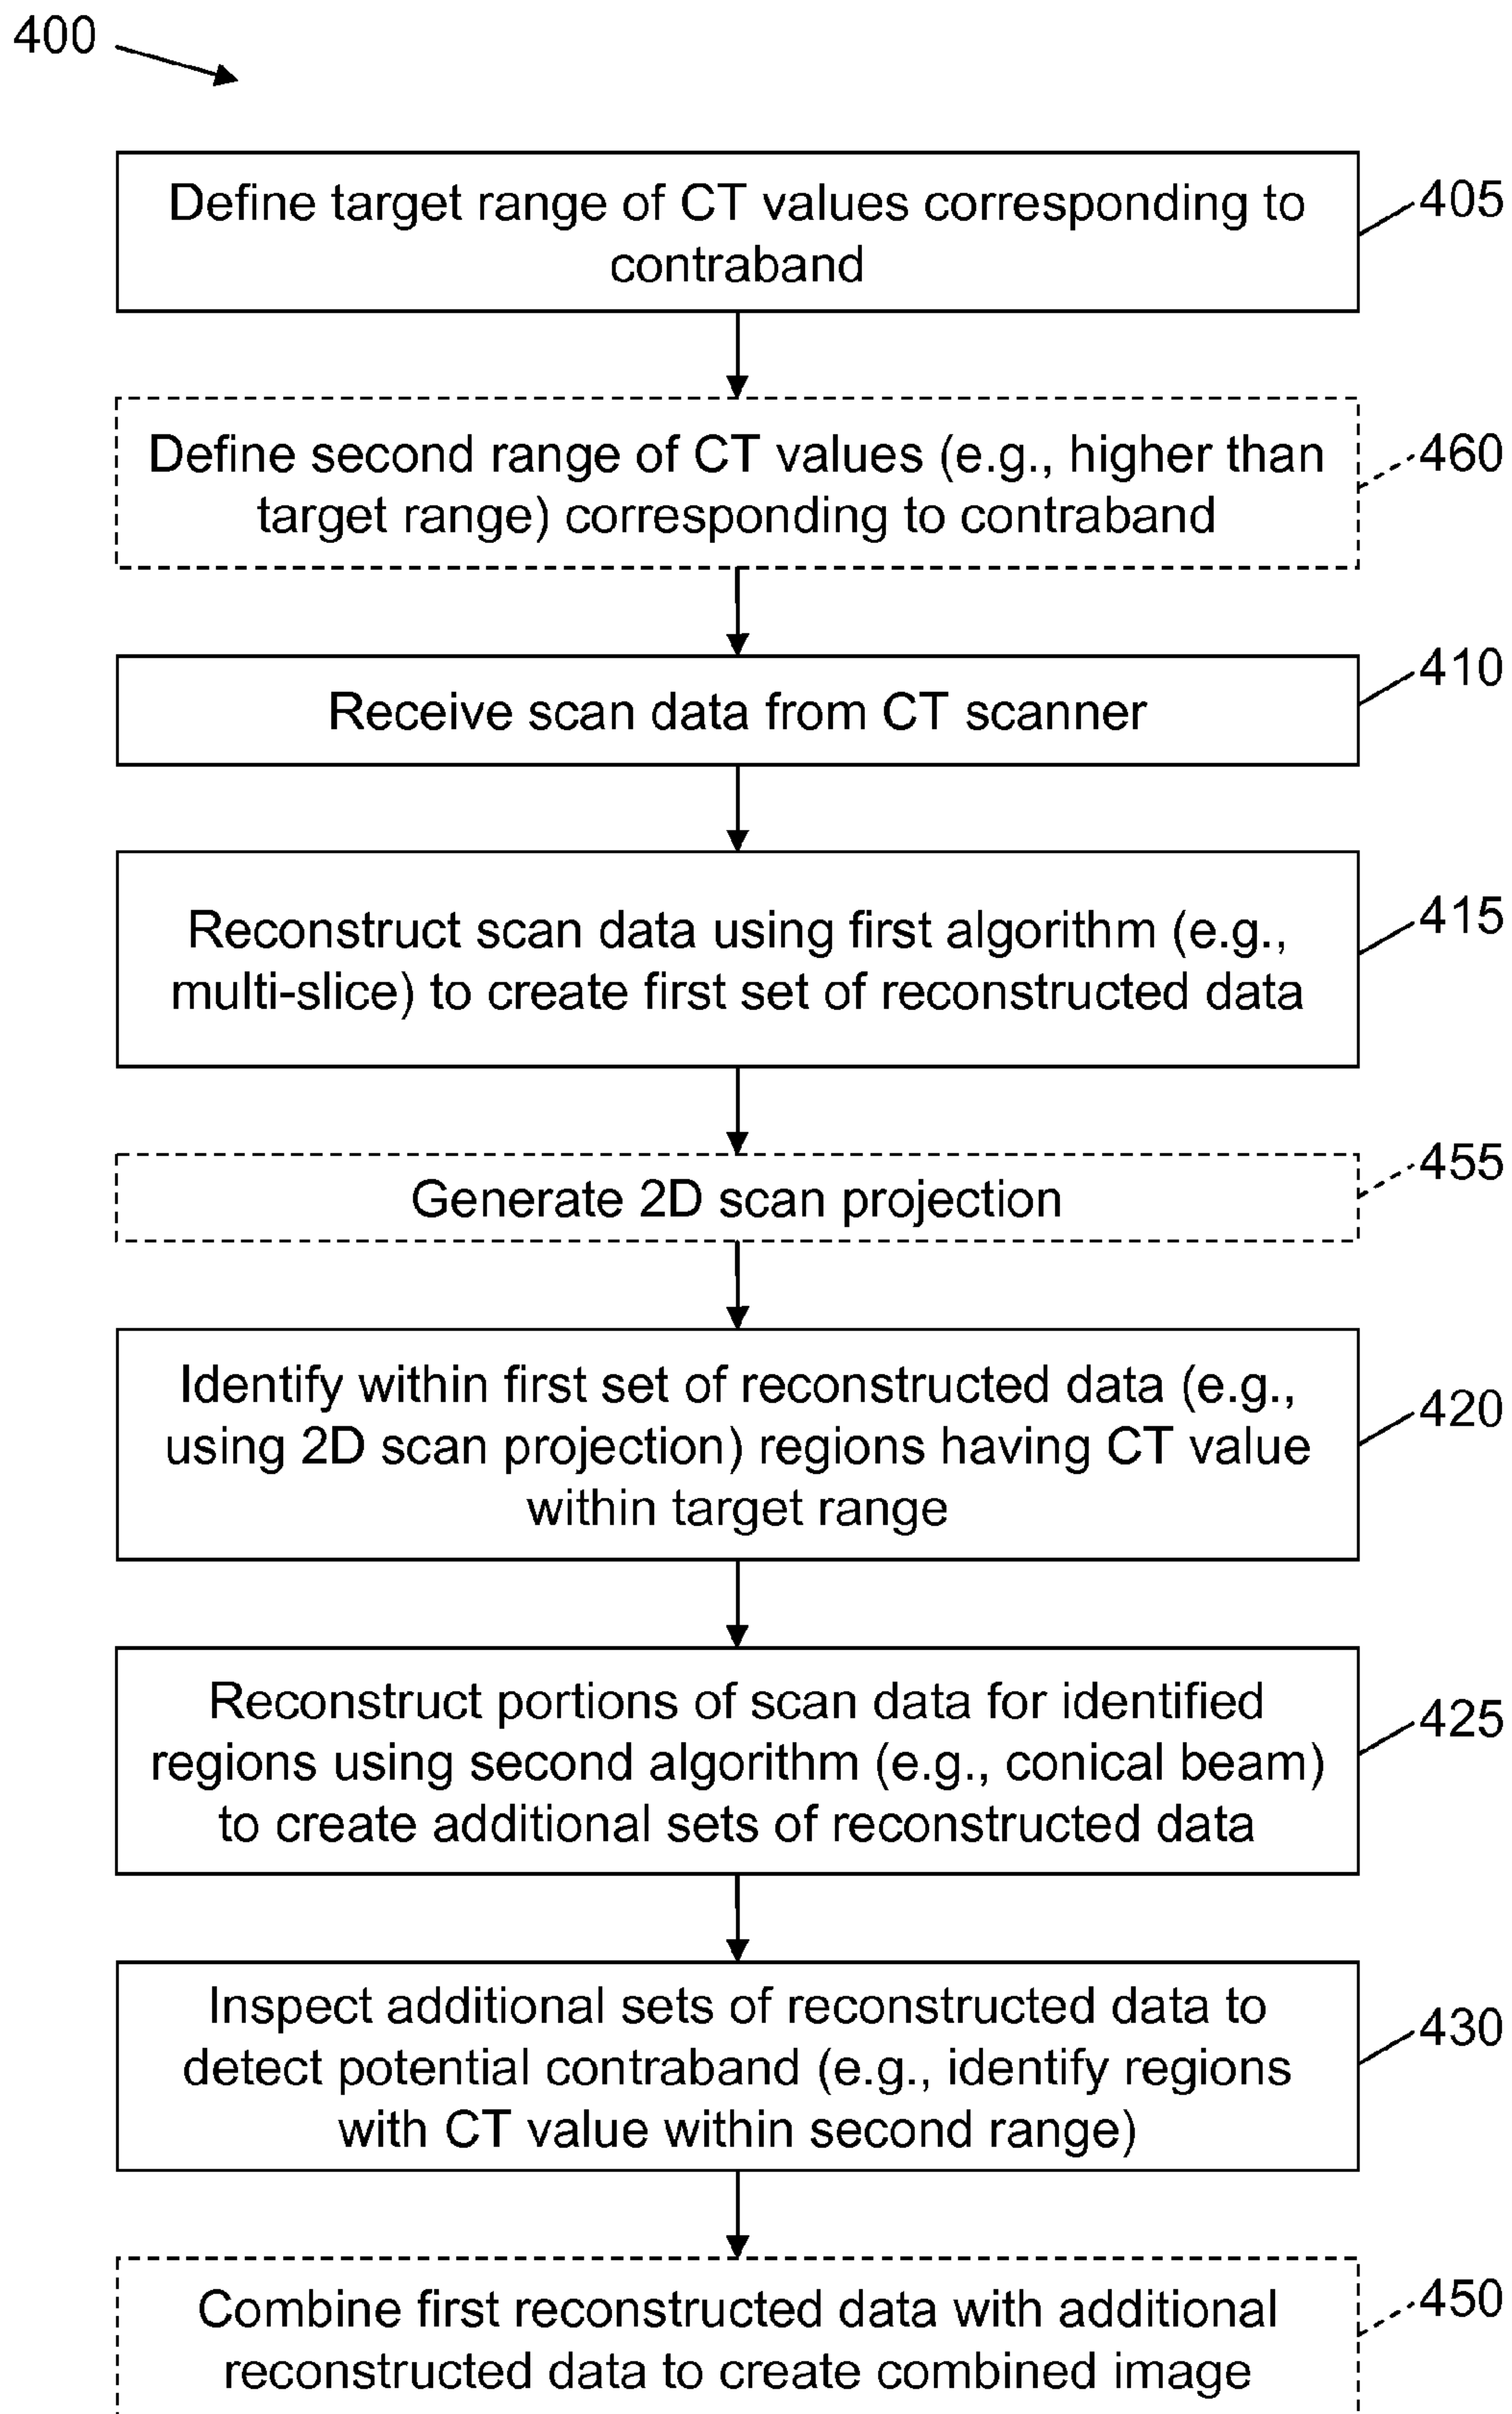 400
Define target range of CT values corresponding to
contraband
405
Define second range of CT values (e.g., higher than
target range) corresponding to contraband
460
Receive scan data from CT scanner
410
Reconstruct scan data using first algorithm (e.g.,
multi-slice) to create first set of reconstructed data
415
Generate 2D scan projection
455
Identify within first set of reconstructed data (e.g.,
using 2D scan projection) regions having CT value
within target range
420
Reconstruct portions of scan data for identified
regions using second algorithm (e.g., conical beam)
to create additional sets of reconstructed data
425
Inspect additional sets of reconstructed data to
detect potential contraband (e.g., identify regions
with CT value within second range)
430
Combine first reconstructed data with additional
reconstructed data to create combined image
450